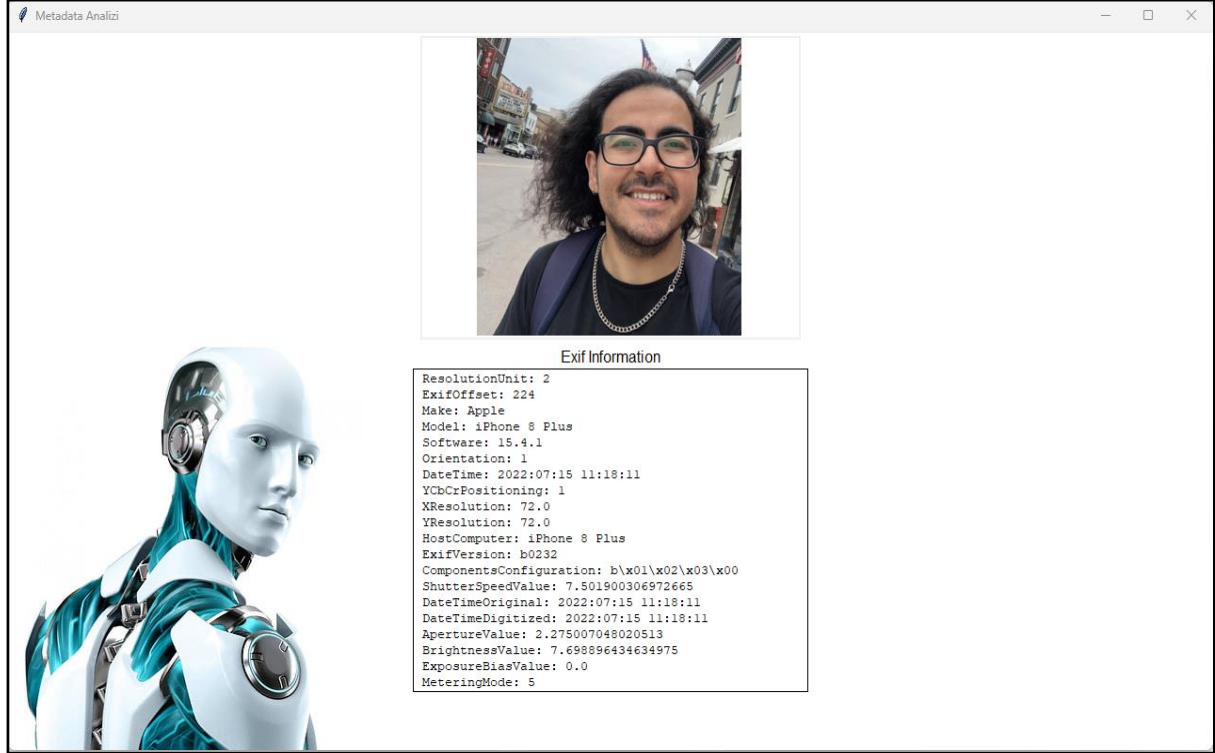 Metadata Analizi
Exif Information
ResolutionUnit: 2
ExifOffset: 224
Make: Apple
Model: iPhone 8 Plus
Software: 15.4.1
Orientation: 1
DateTime: 2022:07:15 11:18:11
YCbCrPositioning: 1
XResolution: 72.0
YResolution: 72.0
HostComputer: iPhone 8 Plus
ExifVersion: b0232
ComponentsConfiguration: b\x01\x02\x03\x00
ShutterSpeedValue: 7.501900306972665
DateTimeOriginal: 2022:07:15 11:18:11
DateTimeDigitized: 2022:07:15 11:18:11
ApertureValue: 2.275007048020513
BrightnessValue: 7.698896434634975
ExposureBiasValue: 0.0
MeteringMode: 5